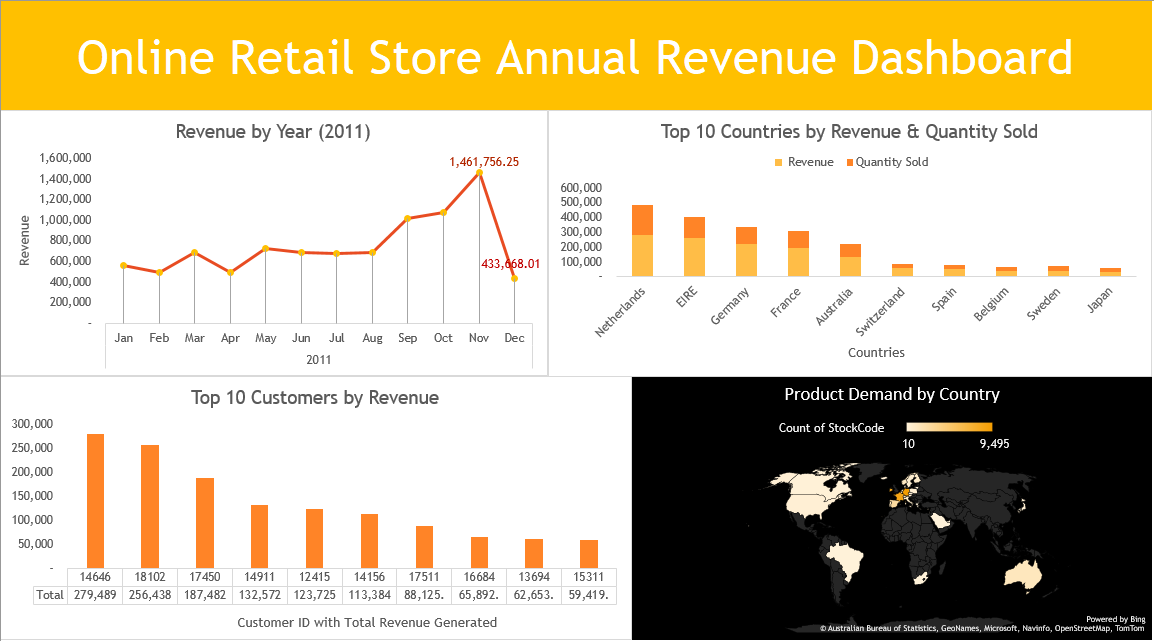 Online Retail Store Annual Revenue Dashboard
Revenue by Year (2011)
1,600,000
1,400,000
1,200,000
1,000,000
800,000
600,000
400,000
200,000
-
Revenue
1,461,756.25
433,668.01
Jan Feb Mar Apr May Jun Jul Aug Sep Oct Nov Dec
2011
Top 10 Countries by Revenue & Quantity Sold
Revenue Quantity Sold
600,000
500,000
400,000
300,000
200,000
100,000
-
Netherlands EIRE Germany France Australia Switzerland Spain Belgium Sweden Japan
Countries
Top 10 Customers by Revenue
300,000
250,000
200,000
150,000
100,000
50,000
-
14646 18102 17450 14911 12415 14156 17511 16684 13694 15311
Total 279,489 256,438 187,482 132,572 123,725 113,384 88,125. 65,892. 62,653. 59,419.
Customer ID with Total Revenue Generated
Product Demand by Country
Count of StockCode
10 9,495
Powered by Bing
© Australian Bureau of Statistics, GeoNames, Microsoft, Navinfo, OpenStreetMap, TomTom